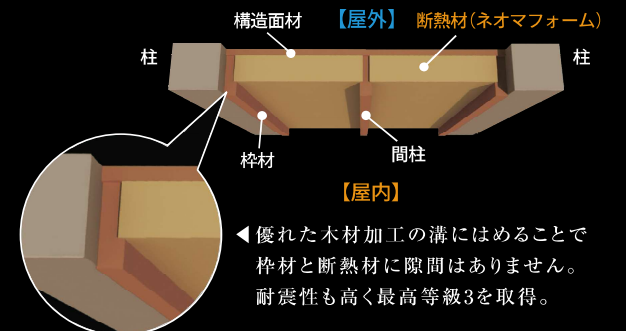 構造面材
【屋外】
断熱材（ネオマフォーム）
柱
柱
枠材
間柱
【屋内】
◀優れた木材加工の溝にはめることで
枠材と断熱材に隙間はありません。
耐震性も高く最高等級3を取得。